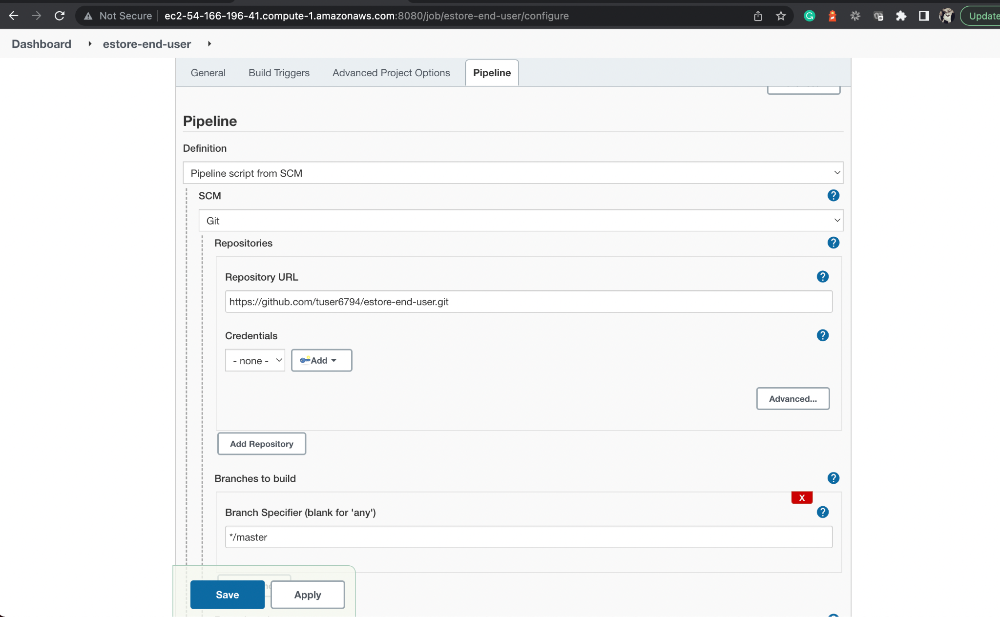 Not Secure ec2-54-166-196-41.compute-1.amazonaws.com:8080/job/estore-end-user/configure Update
Dashboard estore-end-user
General Build Triggers Advanced Project Options Pipeline
Pipeline
Definition
Pipeline script from SCM
SCM
Git
Repositories
Repository URL
https://github.com/tuser6794/estore-end-user.git
Credentials
- none - Add
Advanced...
Add Repository
Branches to build
X
Branch Specifier (blank for 'any')
*/master
Save Apply